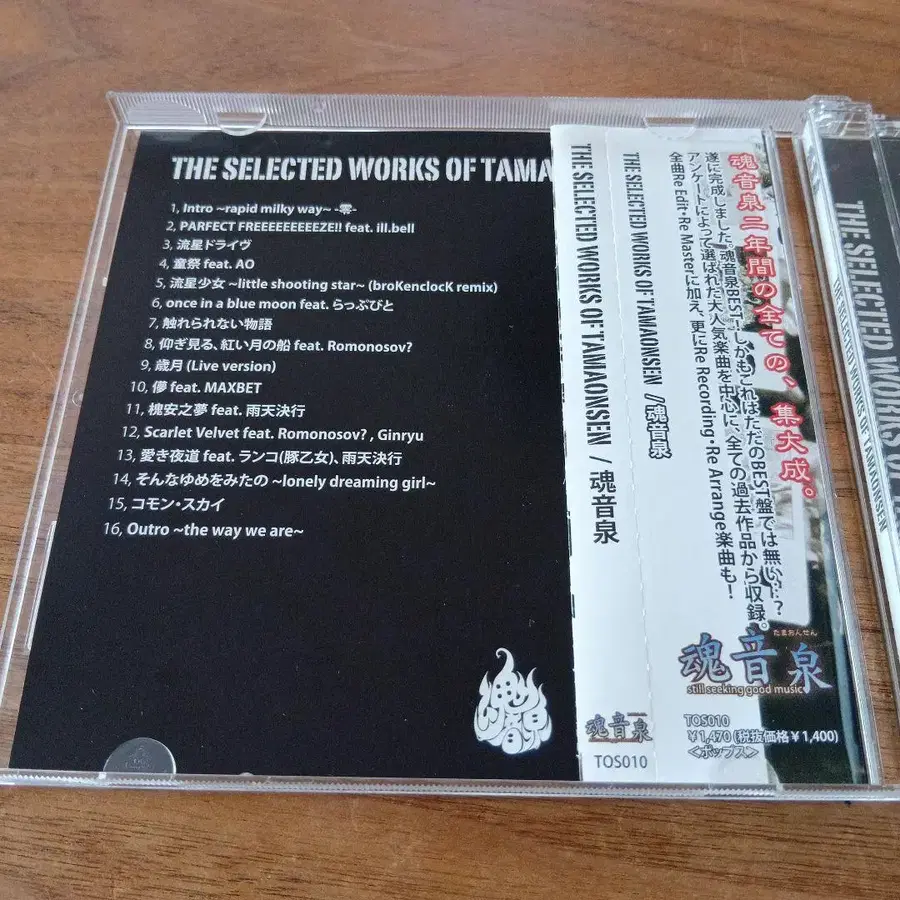 THE SELECTED WORKS OF TAMA
1, Intro ~rapid milky way~ -零-
2, PARFECT FREEEEEEEEEZE!! feat. ill.bell
3, 流星ドライヴ
4, 童祭 feat. AO
5, 流星少女 ~little shooting star~ (broKenclocK remix)
6, once in a blue moon feat. らっぷびと
7, 触れられない物語
8, 仰ぎ見る、紅い月の船 feat. Romonosov?
9, 歳月 (Live version)
10, 儚 feat. MAXBET
11, 槐安之夢 feat. 雨天決行
12, Scarlet Velvet feat. Romonosov? , Ginryu
13, 愛き夜道 feat. ランコ(豚乙女)、雨天決行
14, そんなゆめをみたの ~lonely dreaming girl~
15, コモン・スカイ
16, Outro ~the way we are~
THE SELECTED WORKS OF TAMAONSEN / 魂音泉
魂音泉
TOS010
THE SELECTED WORKS OF TAMAONSEN //魂音泉
魂音泉二年間の全ての、集大成。
遂に完成しました。魂音泉BEST！しかもこれはただのBEST盤では無い…？
アンケートによって選ばれた大人気楽曲を中心に、全ての過去作品から収録。
全曲Re Edit・Re Masterに加え、更にRe Recording・Re Arrange楽曲も！
たまおんせん
魂音泉
still seeking good music
TOS010
￥1,470 (税抜価格￥1,400)
<ポップス>
THE SELECTED WORKS OF T
THE SELECTED WORKS OF TAMAONSEN